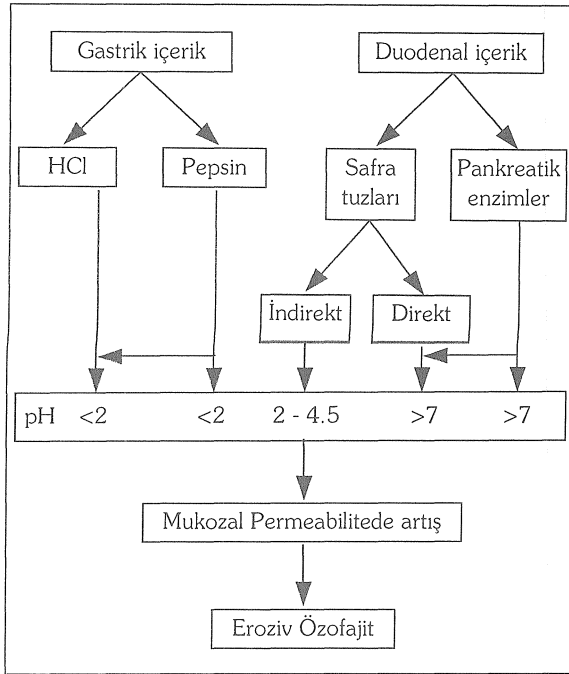 Gastrik içerik
Duodenal içerik
HCl
Pepsin
Safra
tuzları
Pankreatik
enzimler
İndirekt
Direkt
pH <2 <2 2 - 4.5 >7 >7
Mukozal Permeabilitede artış
Eroziv Özofajit